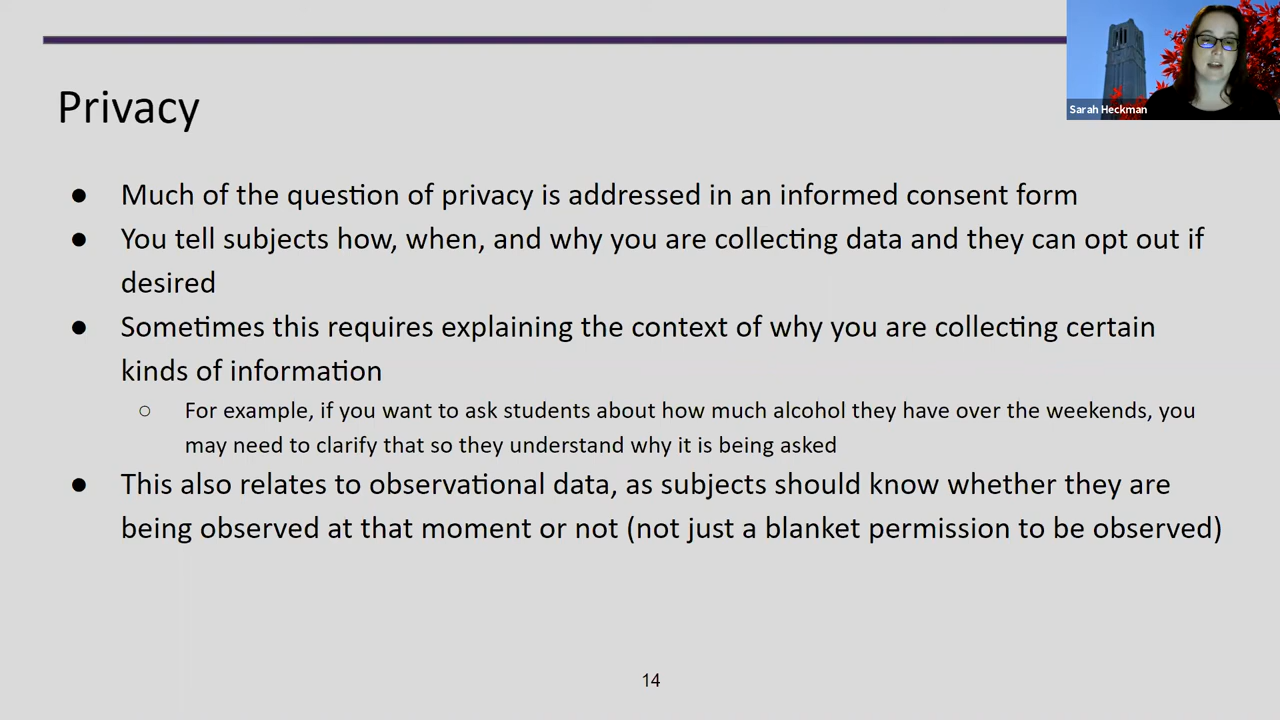 Sarah Heckman
Privacy
● Much of the question of privacy is addressed in an informed consent form
● You tell subjects how, when, and why you are collecting data and they can opt out if
desired
● Sometimes this requires explaining the context of why you are collecting certain
kinds of information
○ For example, if you want to ask students about how much alcohol they have over the weekends, you
may need to clarify that so they understand why it is being asked
● This also relates to observational data, as subjects should know whether they are
being observed at that moment or not (not just a blanket permission to be observed)
14